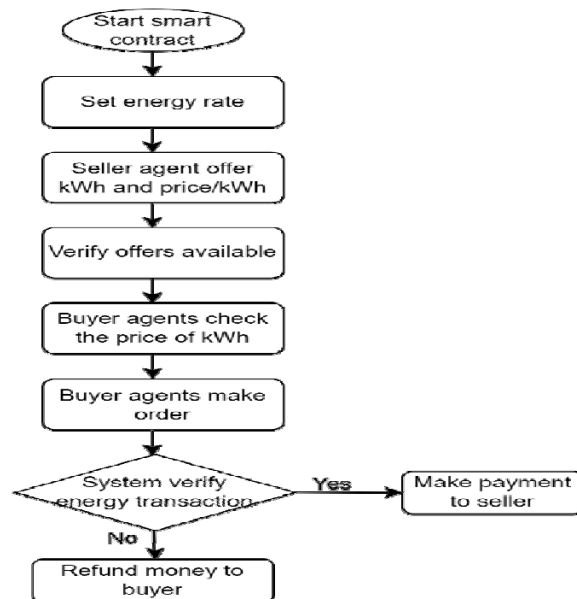 Start smart
contract
Set energy rate
Seller agent offer
kWh and price/kWh
Verify offers available
Buyer agents check
the price of kWh
Buyer agents make
order
System verify
energy transaction
Yes
Make payment
to seller
No
Refund money to
buyer